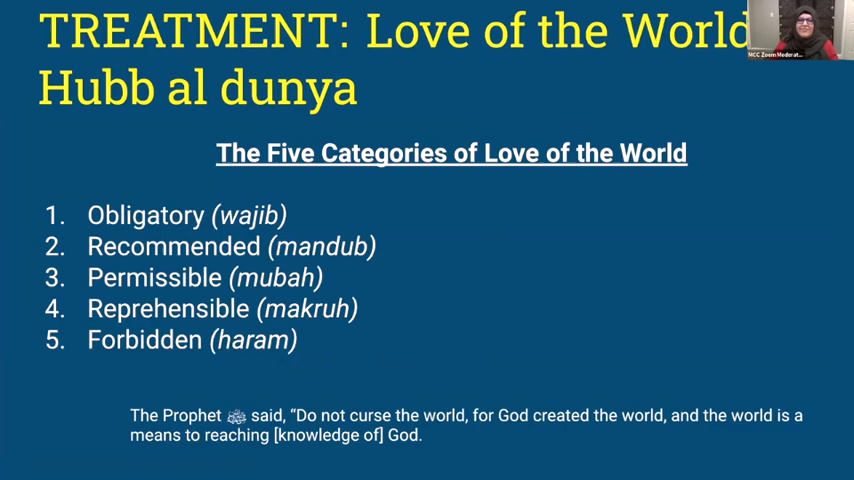 TREATMENT: Love of the World
MCC Zoom Moderat...
Hubb al dunya
The Five Categories of Love of the World
1. Obligatory (wajib)
2. Recommended (mandub)
3. Permissible (mubah)
4. Reprehensible (makruh)
5. Forbidden (haram)
The Prophet ﷺ said, “Do not curse the world, for God created the world, and the world is a
means to reaching [knowledge of] God.